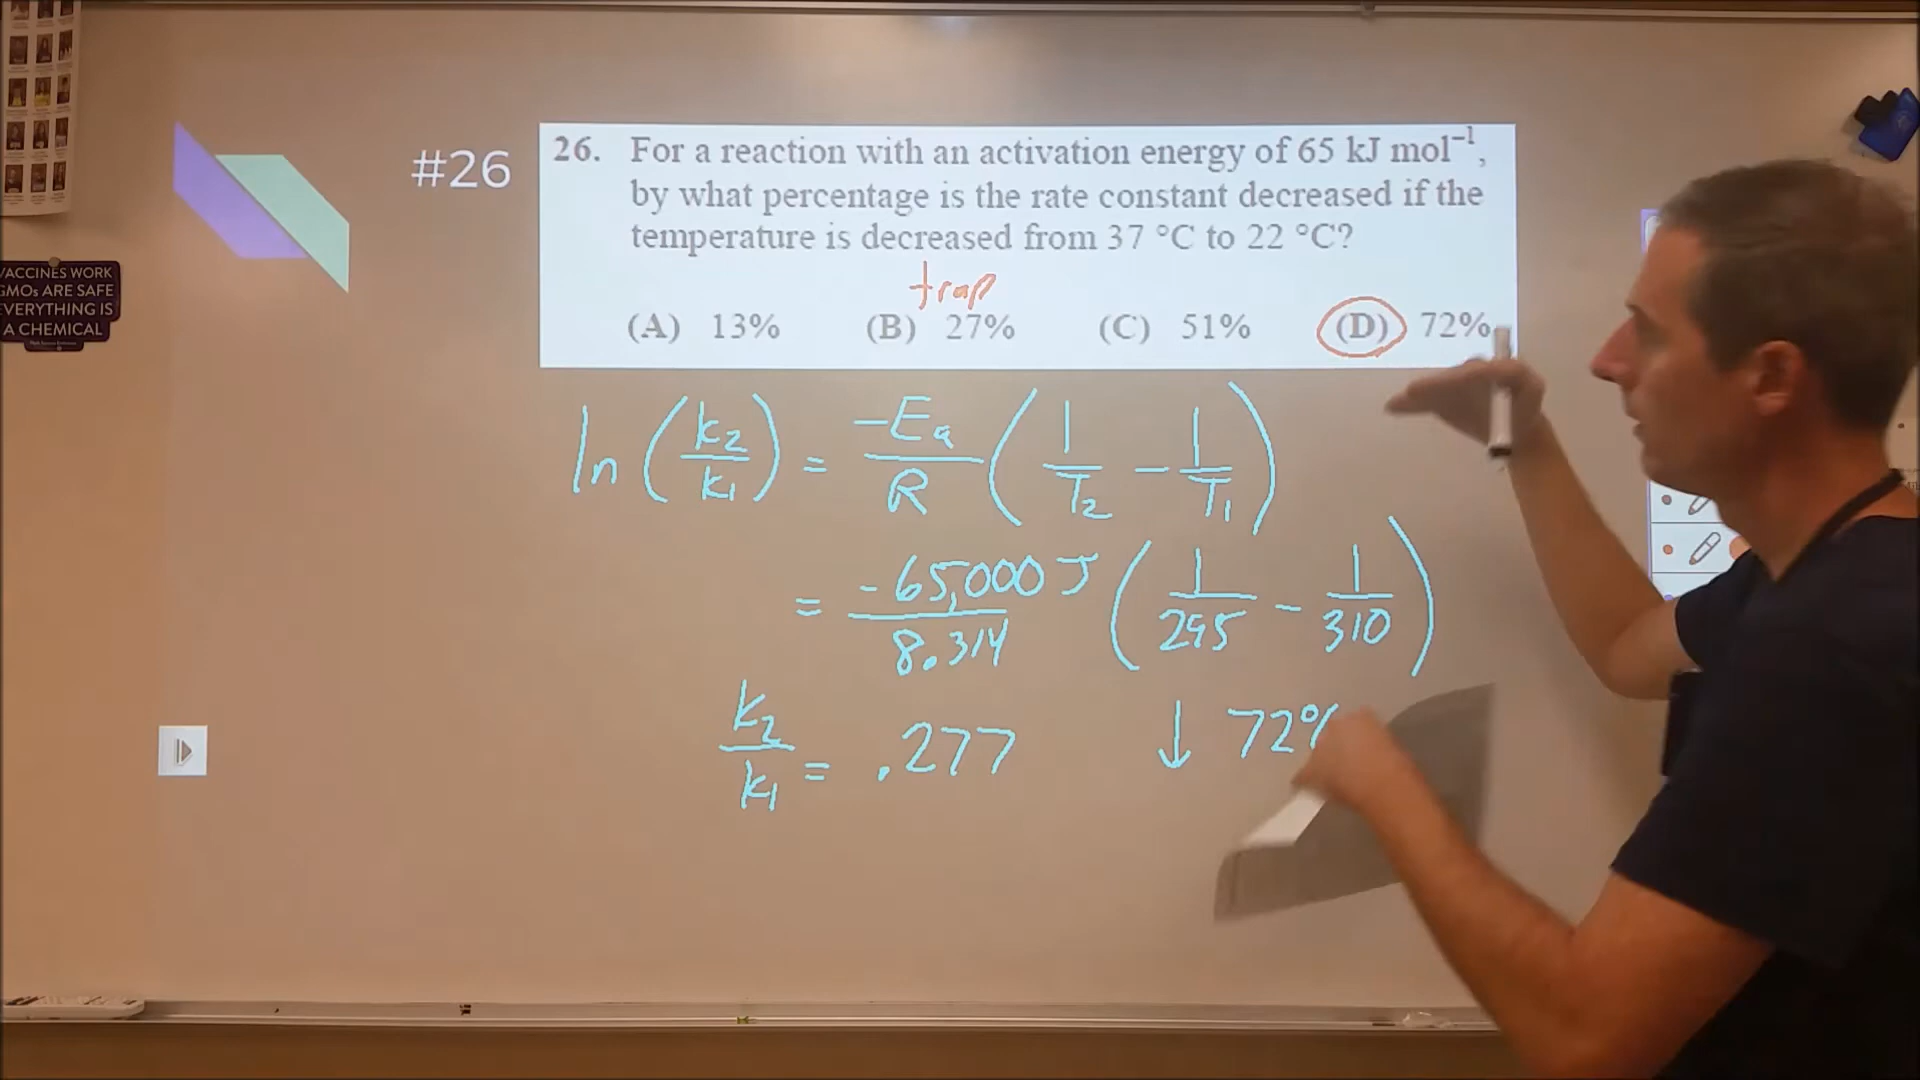 #26
26. For a reaction with an activation energy of 65 kJ mol⁻¹,
by what percentage is the rate constant decreased if the
temperature is decreased from 37 °C to 22 °C?
trap
(A) 13% (B) 27% (C) 51% (D) 72%
ln(k₂/k₁) = -Eₐ/R (1/T₂ - 1/T₁)
= -65,000 J/8.314 (1/295 - 1/310)
k₂/k₁ = .277 ↓ 72%
VACCINES WORK
GMOs ARE SAFE
EVERYTHING IS
A CHEMICAL